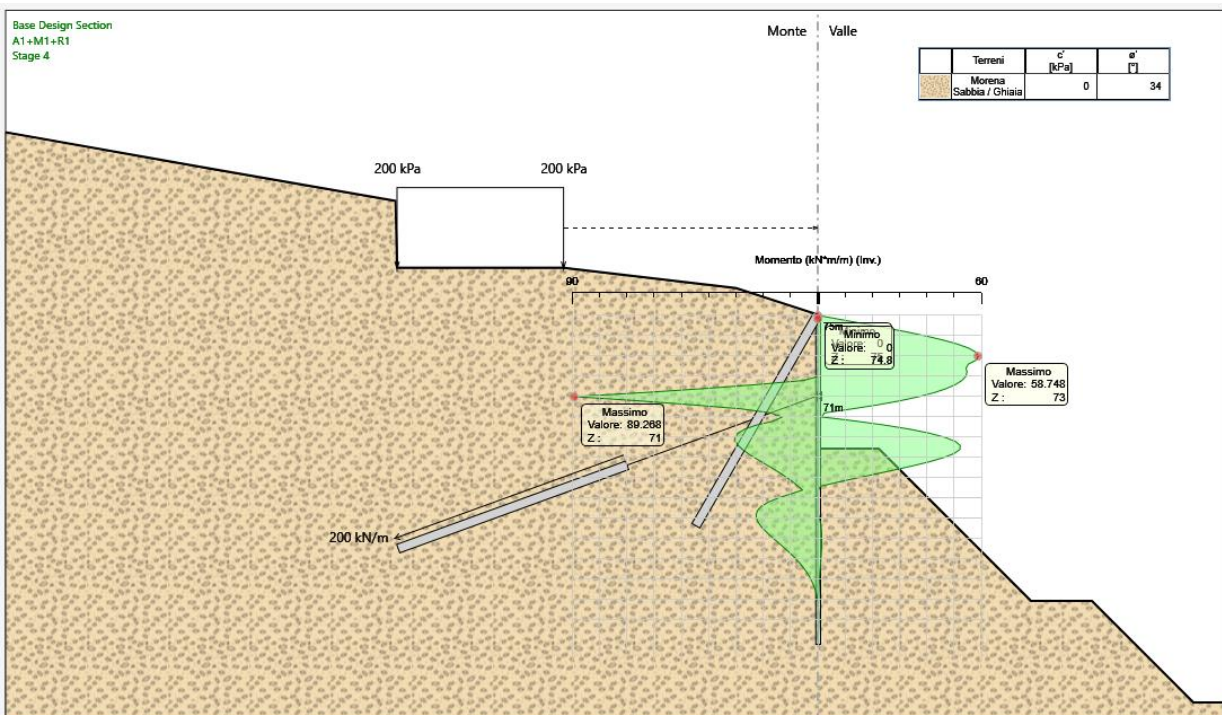 Base Design Section
A1+M1+R1
Stage 4
Monte Valle
Terreni c' [kPa] ø' [°]
Morena Sabbia / Ghiaia 0 34
200 kPa 200 kPa
Momento (kN*m/m) (Inv.)
90 60
75m
Minimo
Valore: 0
Z : 74.8
Massimo
Valore: 58.748
Z : 73
71m
Massimo
Valore: 89.268
Z : 71
200 kN/m